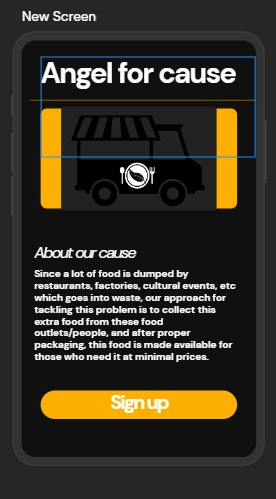 New Screen
Angel for cause
About our cause
Since a lot of food is dumped by
restaurants, factories, cultural events, etc
which goes into waste, our approach for
tackling this problem is to collect this
extra food from these food
outlets/people, and after proper
packaging, this food is made available for
those who need it at minimal prices.
Sign up